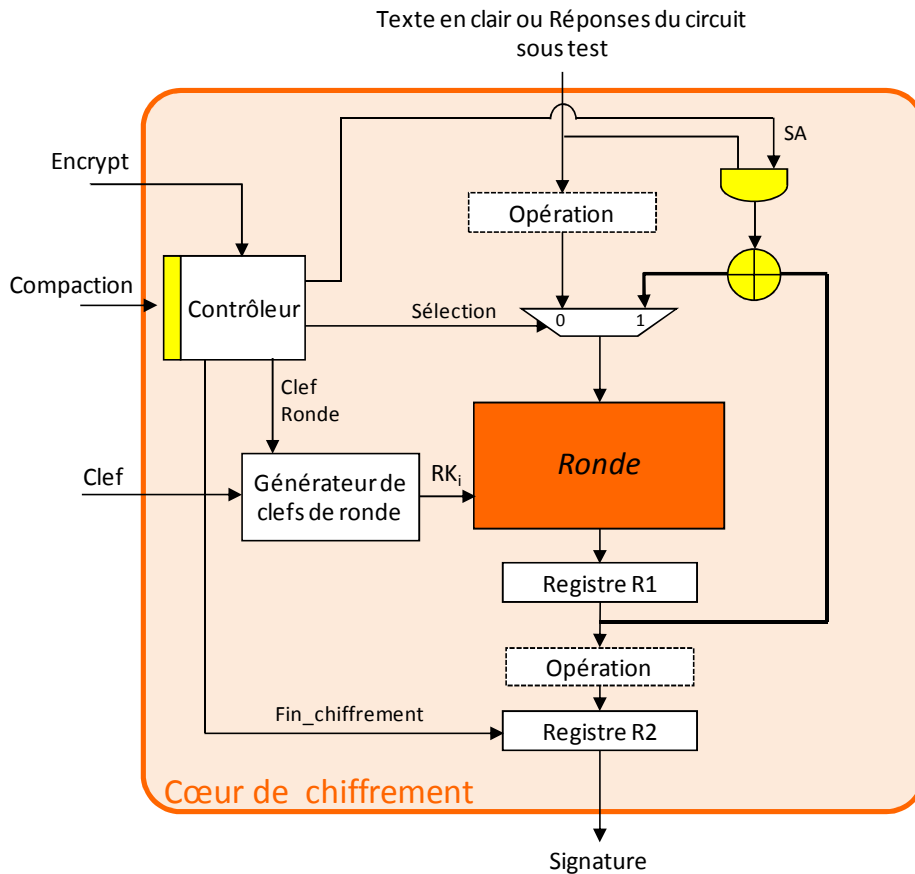 Texte en clair ou Réponses du circuit
sous test
SA
Encrypt
Opération
Compaction
Contrôleur
Sélection
0
1
Clef
Ronde
Ronde
Clef
Générateur de
clefs de ronde
RKi
Registre R1
Opération
Fin_chiffrement
Registre R2
Cœur de chiffrement
Signature